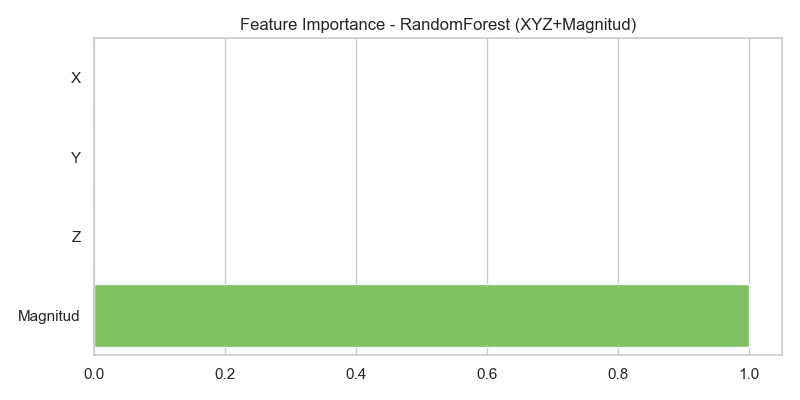 Feature Importance - RandomForest (XYZ+Magnitud)
X
Y
Z
Magnitud
0.0 0.2 0.4 0.6 0.8 1.0